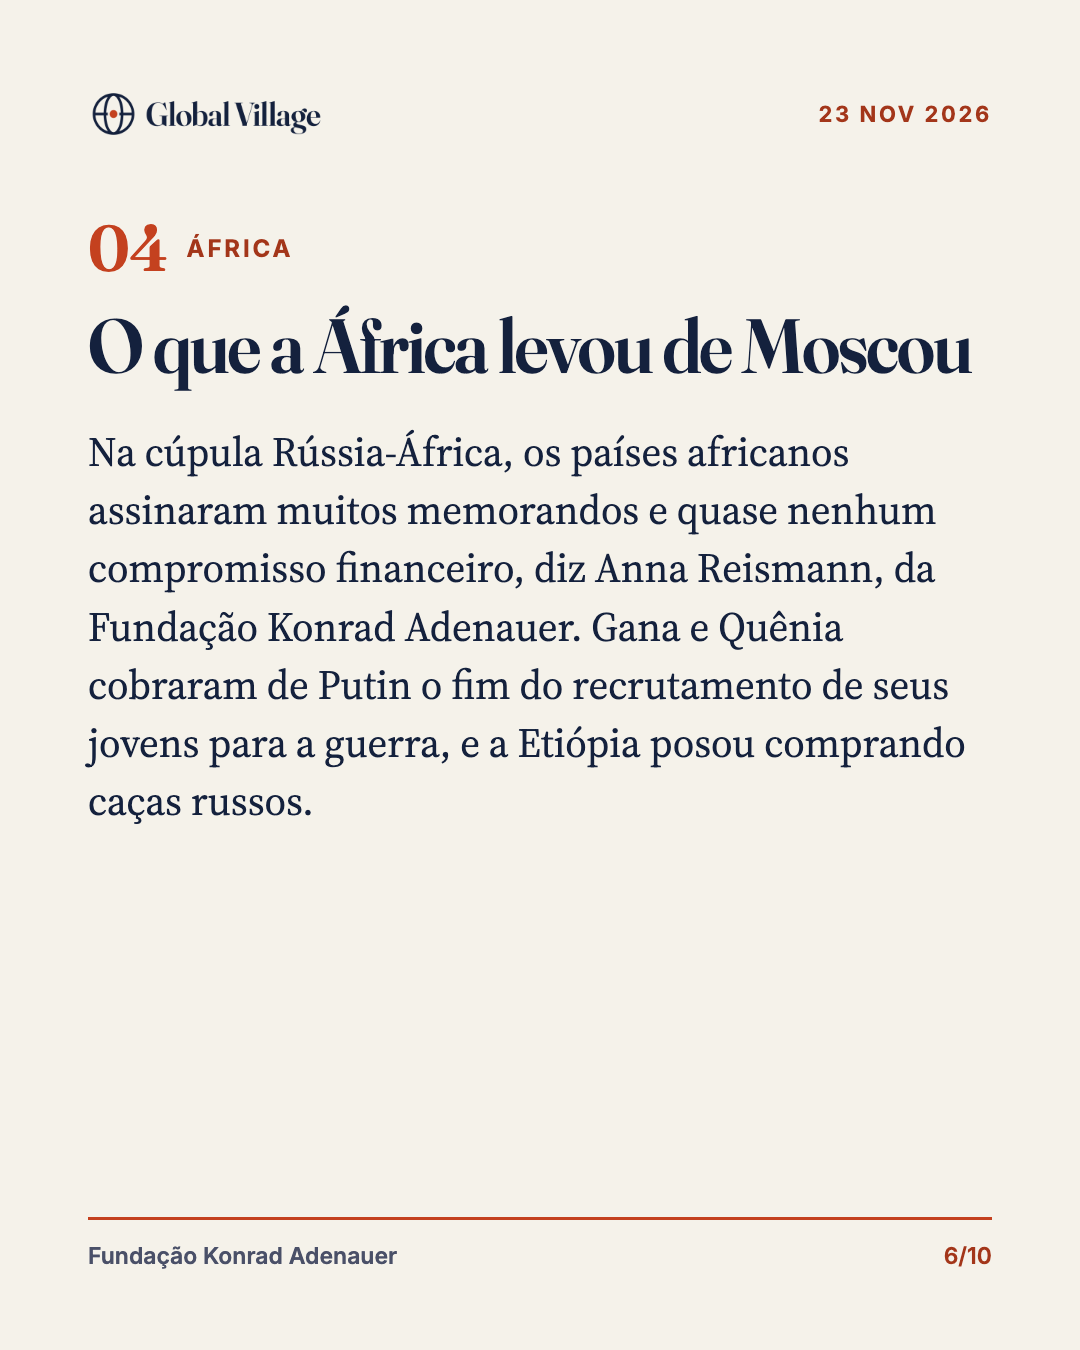 Global Village
23 NOV 2026
04 ÁFRICA
O que a África levou de Moscou
Na cúpula Rússia-África, os países africanos
assinaram muitos memorandos e quase nenhum
compromisso financeiro, diz Anna Reismann, da
Fundação Konrad Adenauer. Gana e Quênia
cobraram de Putin o fim do recrutamento de seus
jovens para a guerra, e a Etiópia posou comprando
caças russos.
Fundação Konrad Adenauer
6/10